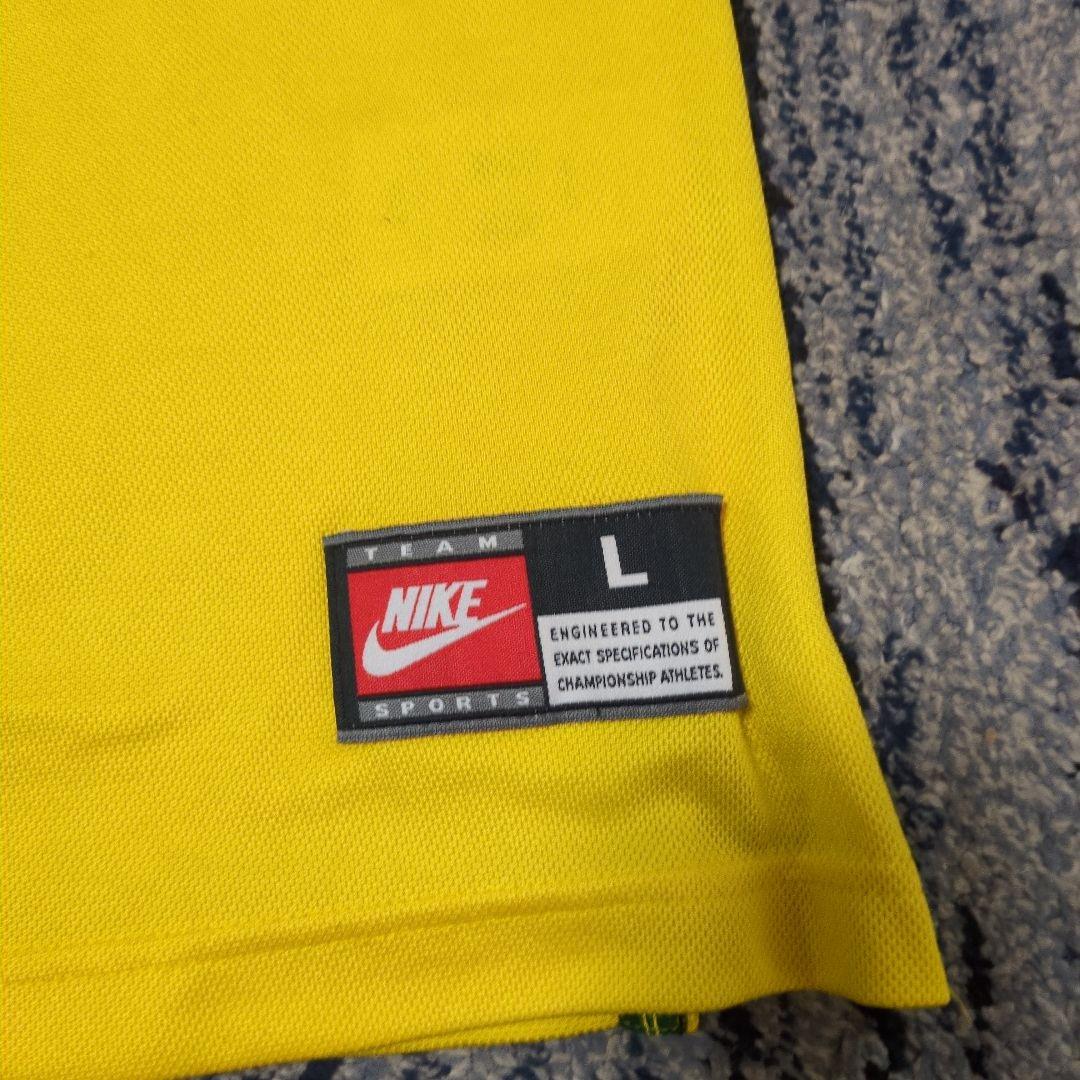 TEAM
NIKE
SPORTS
L
ENGINEERED TO THE
EXACT SPECIFICATIONS OF
CHAMPIONSHIP ATHLETES.